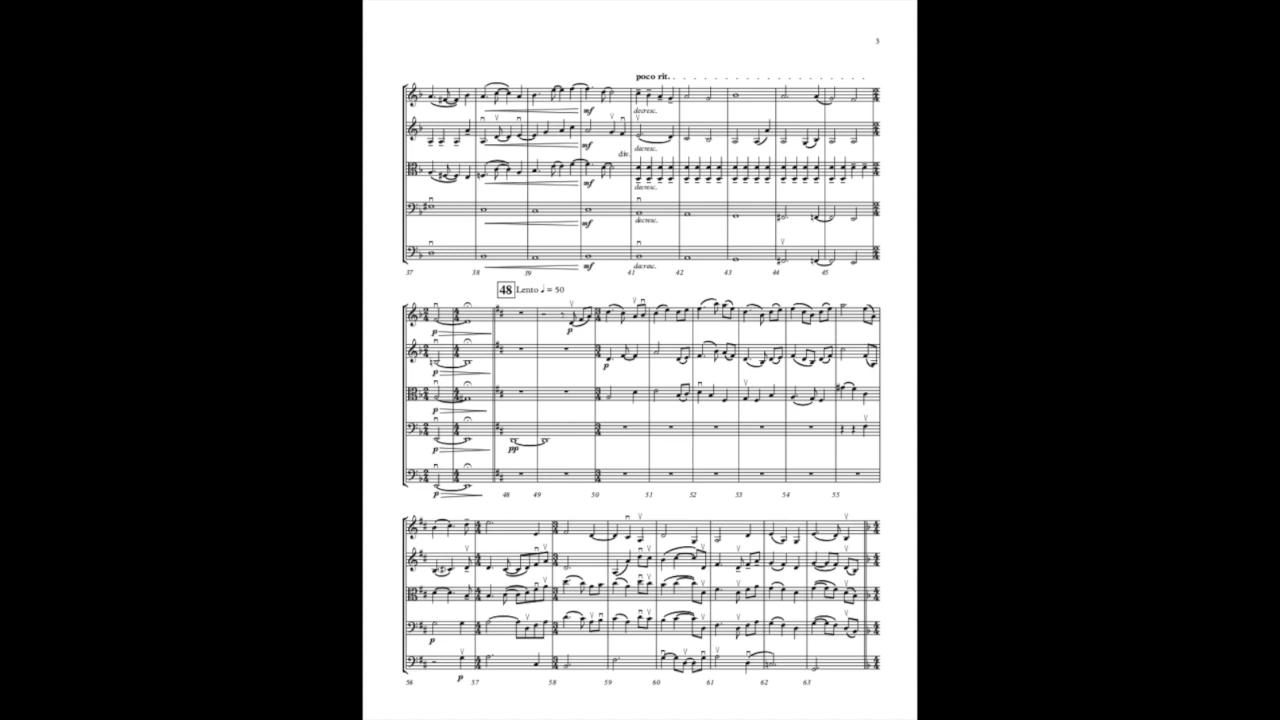 5
poco rit. . . . . . . . . . . . . . . .
mf
mf
div.
decresc.
decresc.
mf
decresc.
mf
decresc.
mf
decresc.
37 38 39 41 42 43 44 45
48 Lento ♩ = 50
p p
p p
p
p pp
p
48 49 50 51 52 53 54 55
p
p
56 57 58 59 60 61 62 63